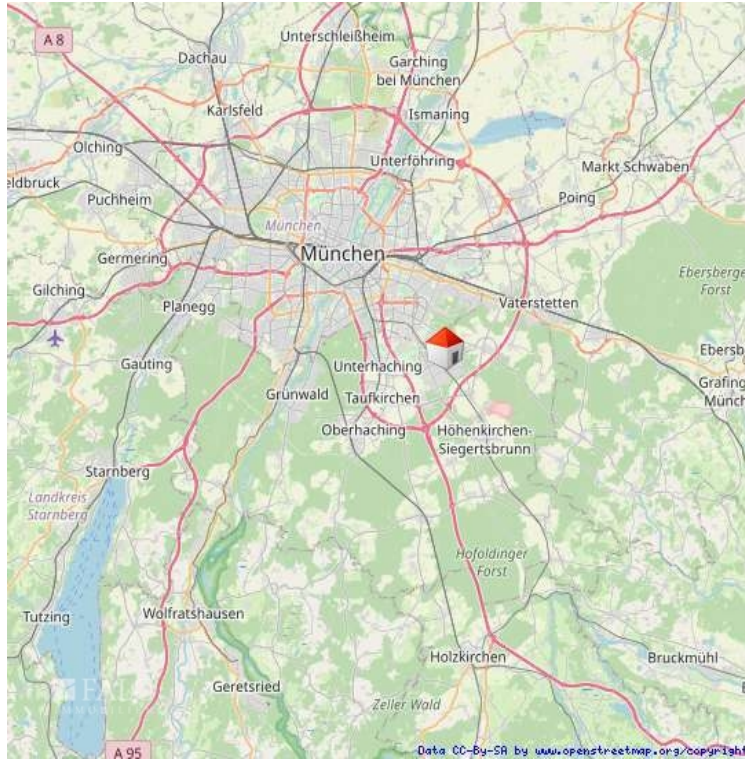 A 8
Unterschleißheim
Dachau
Garching
bei München
Karlsfeld
Ismaning
Olching
Unterföhring
Markt Schwaben
eldbruck
Puchheim
Poing
München
München
Germering
Ebersberge
Forst
Gilching
Planegg
Vaterstetten
Gauting
Unterhaching
Ebersb
Grünwald
Taufkirchen
Grafing
Münch
Oberhaching
Höhenkirchen-
Siegertsbrunn
Starnberg
Landkreis
Starnberg
Hofoldinger
Forst
Tutzing
Wolfratshausen
Holzkirchen
Bruckmühl
Geretsried
Zeller Wald
A 95
Data CC-By-SA by www.openstreetmap.org/copyright